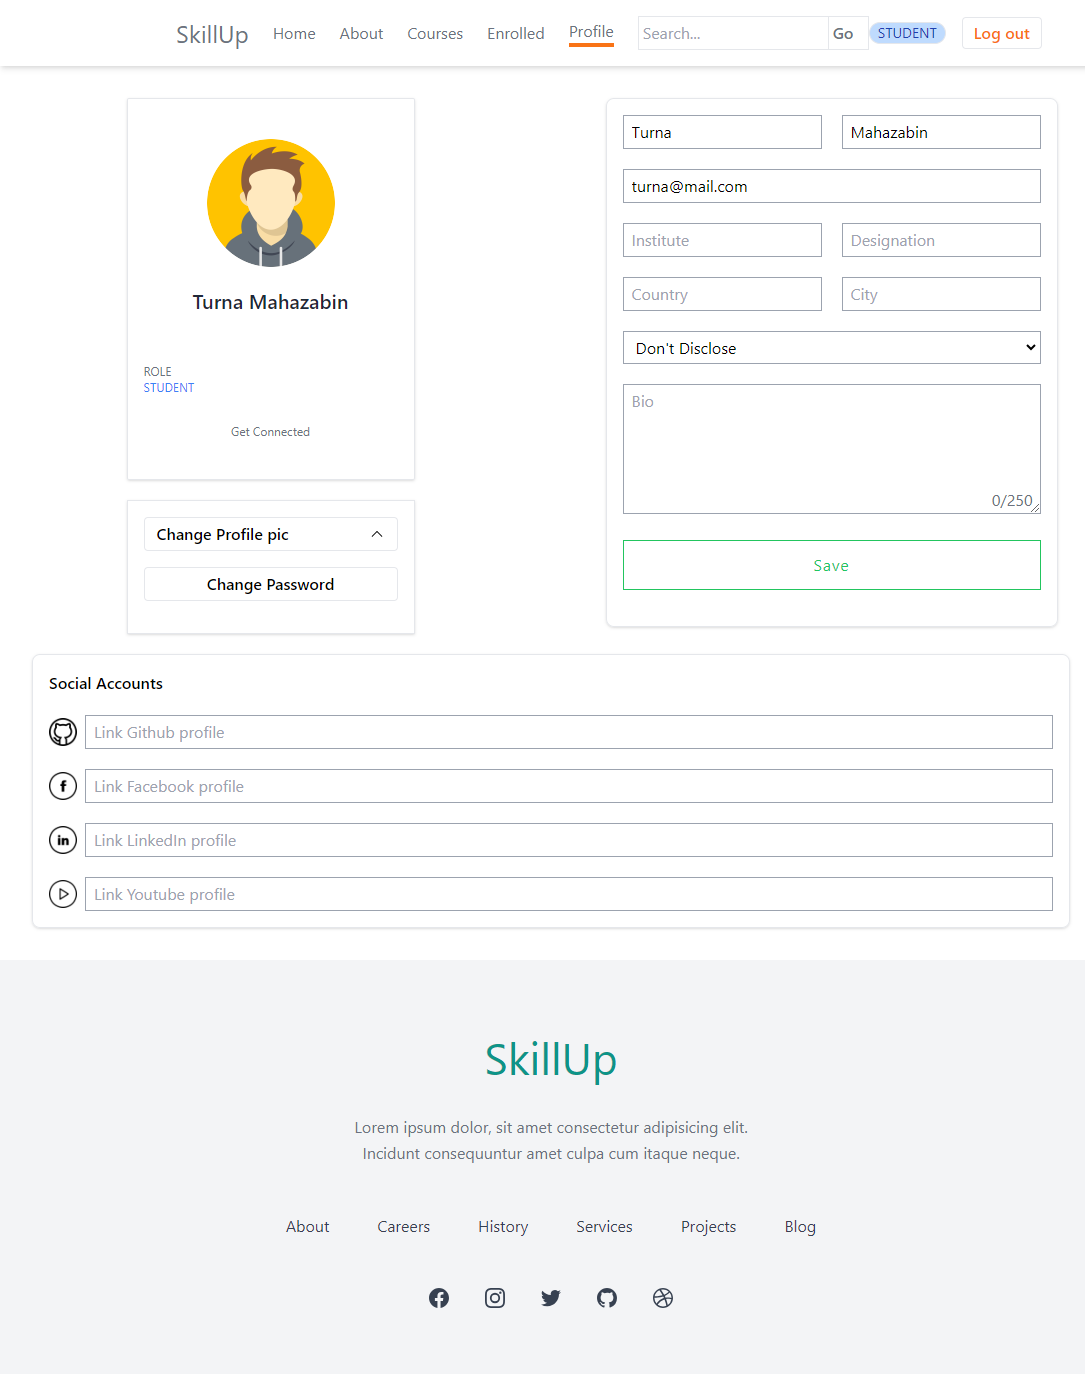 SkillUp Home About Courses Enrolled Profile Search... Go STUDENT Log out
Turna Mahazabin
ROLE
STUDENT
Get Connected
Change Profile pic
Change Password
Turna Mahazabin
turna@mail.com
Institute Designation
Country City
Don't Disclose
Bio
0/250
Save
Social Accounts
Link Github profile
Link Facebook profile
Link LinkedIn profile
Link Youtube profile
SkillUp
Lorem ipsum dolor, sit amet consectetur adipisicing elit.
Incidunt consequuntur amet culpa cum itaque neque.
About Careers History Services Projects Blog